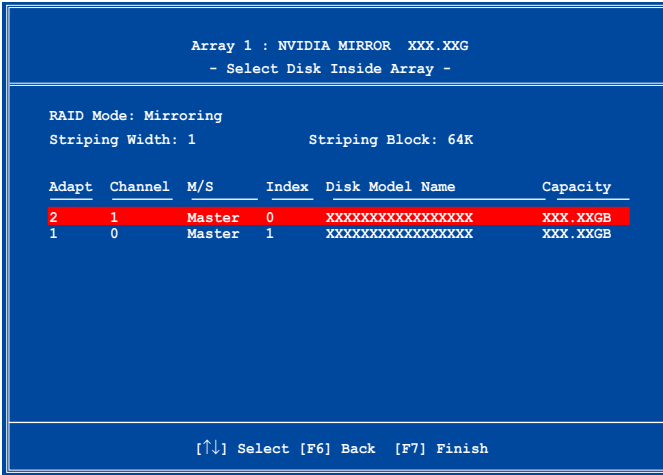 Array 1 : NVIDIA MIRROR XXX.XXG
- Select Disk Inside Array -
RAID Mode: Mirroring
Striping Width: 1 Striping Block: 64K
Adapt Channel M/S Index Disk Model Name Capacity
2 1 Master 0 XXXXXXXXXXXXXXXXX XXX.XXGB
1 0 Master 1 XXXXXXXXXXXXXXXXX XXX.XXGB
[↑↓] Select [F6] Back [F7] Finish